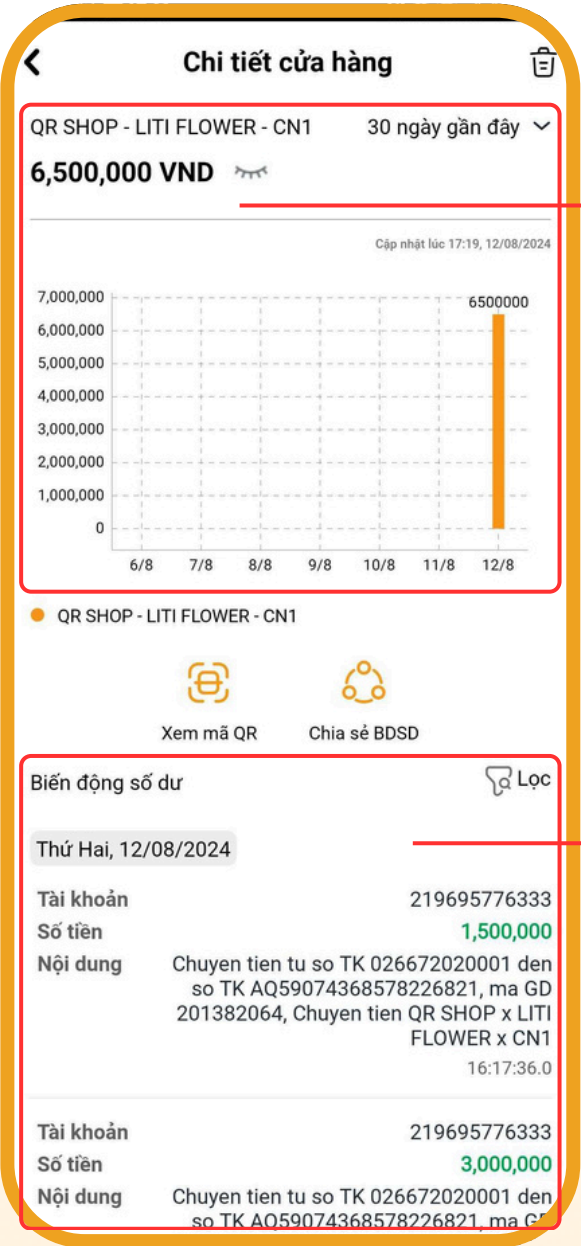 Chi tiết cửa hàng
QR SHOP - LITI FLOWER - CN1 30 ngày gần đây
6,500,000 VND
Cập nhật lúc 17:19, 12/08/2024
6500000
7,000,000
6,000,000
5,000,000
4,000,000
3,000,000
2,000,000
1,000,000
0
6/8 7/8 8/8 9/8 10/8 11/8 12/8
QR SHOP - LITI FLOWER - CN1
Xem mã QR Chia sẻ BDSD
Biến động số dư Lọc
Thứ Hai, 12/08/2024
Tài khoản 219695776333
Số tiền 1,500,000
Nội dung Chuyen tien tu so TK 026672020001 den
so TK AQ59074368578226821, ma GD
201382064, Chuyen tien QR SHOP x LITI
FLOWER x CN1
16:17:36.0
Tài khoản 219695776333
Số tiền 3,000,000
Nội dung Chuyen tien tu so TK 026672020001 den
so TK AQ59074368578226821, ma